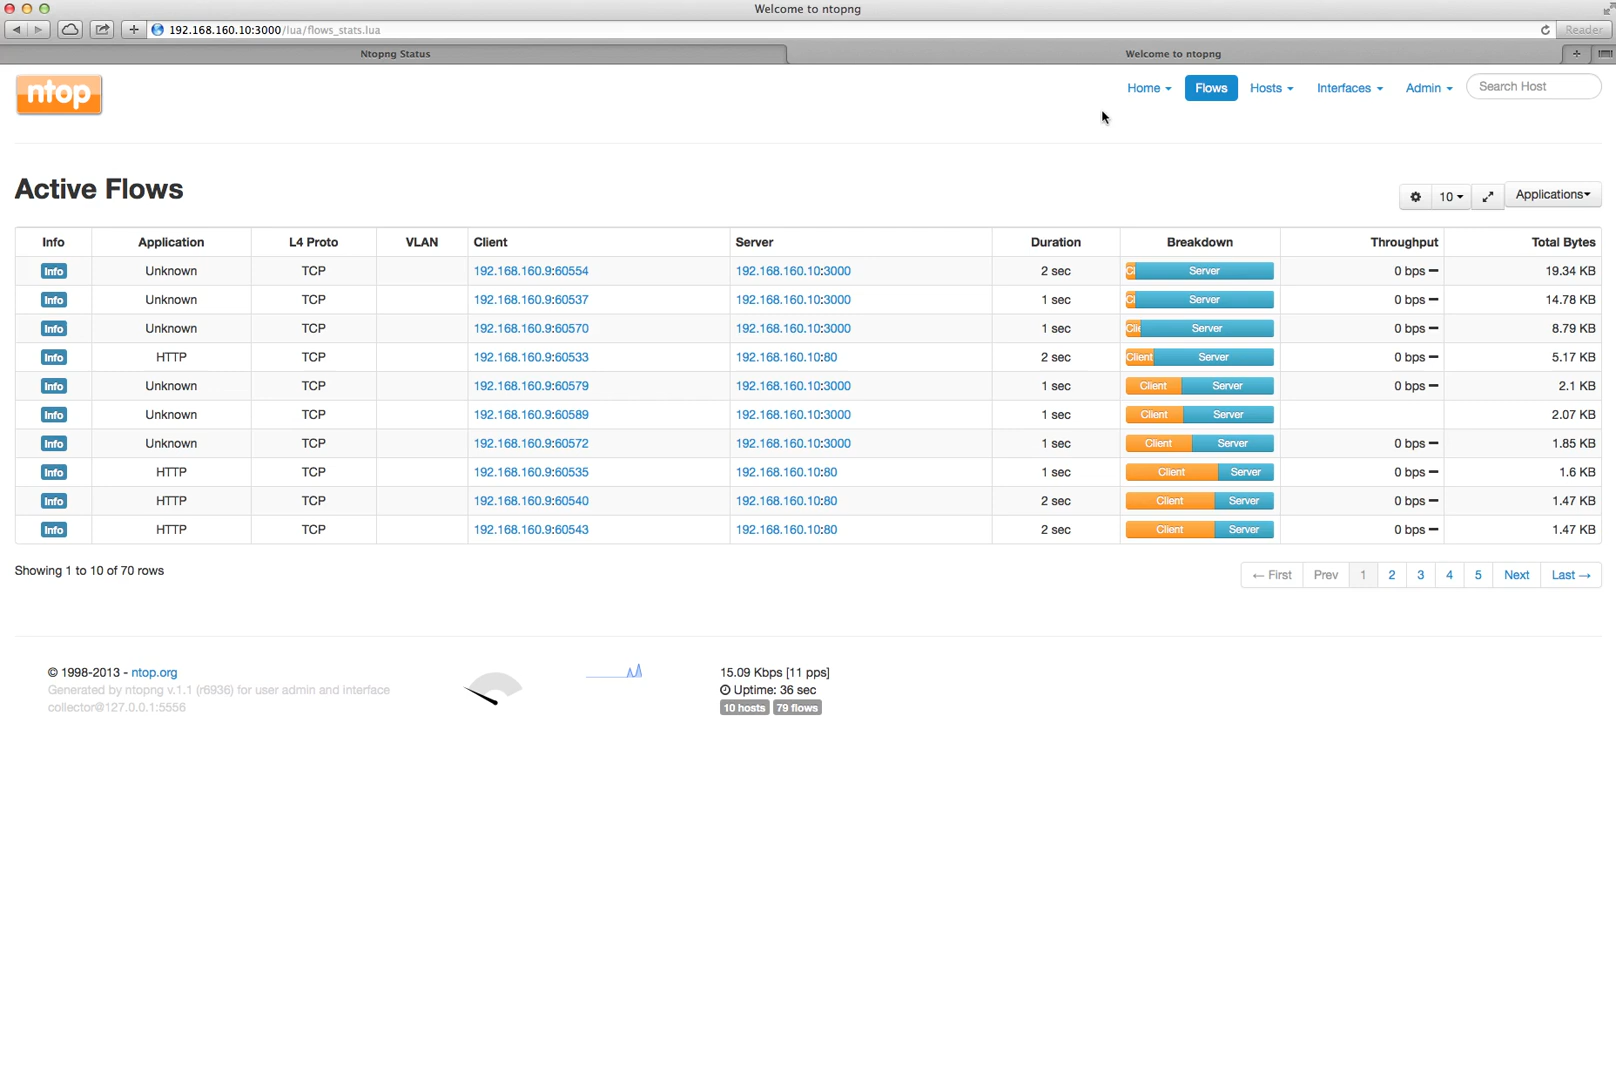 Welcome to ntopng
192.168.160.10:3000/lua/flows_stats.lua
Reader
Ntopng Status
Welcome to ntopng
ntop
Home Flows Hosts Interfaces Admin Search Host
Active Flows
10 Applications
Info Application L4 Proto VLAN Client Server Duration Breakdown Throughput Total Bytes
Info Unknown TCP 192.168.160.9:60554 192.168.160.10:3000 2 sec Server 0 bps 19.34 KB
Info Unknown TCP 192.168.160.9:60537 192.168.160.10:3000 1 sec Server 0 bps 14.78 KB
Info Unknown TCP 192.168.160.9:60570 192.168.160.10:3000 1 sec Server 0 bps 8.79 KB
Info HTTP TCP 192.168.160.9:60533 192.168.160.10:80 2 sec Client Server 0 bps 5.17 KB
Info Unknown TCP 192.168.160.9:60579 192.168.160.10:3000 1 sec Client Server 0 bps 2.1 KB
Info Unknown TCP 192.168.160.9:60589 192.168.160.10:3000 1 sec Client Server 2.07 KB
Info Unknown TCP 192.168.160.9:60572 192.168.160.10:3000 1 sec Client Server 0 bps 1.85 KB
Info HTTP TCP 192.168.160.9:60535 192.168.160.10:80 1 sec Client Server 0 bps 1.6 KB
Info HTTP TCP 192.168.160.9:60540 192.168.160.10:80 2 sec Client Server 0 bps 1.47 KB
Info HTTP TCP 192.168.160.9:60543 192.168.160.10:80 2 sec Client Server 0 bps 1.47 KB
Showing 1 to 10 of 70 rows
← First Prev 1 2 3 4 5 Next Last →
© 1998-2013 - ntop.org
Generated by ntopng v.1.1 (r6936) for user admin and interface
collector@127.0.0.1:5556
15.09 Kbps [11 pps]
Uptime: 36 sec
10 hosts 79 flows